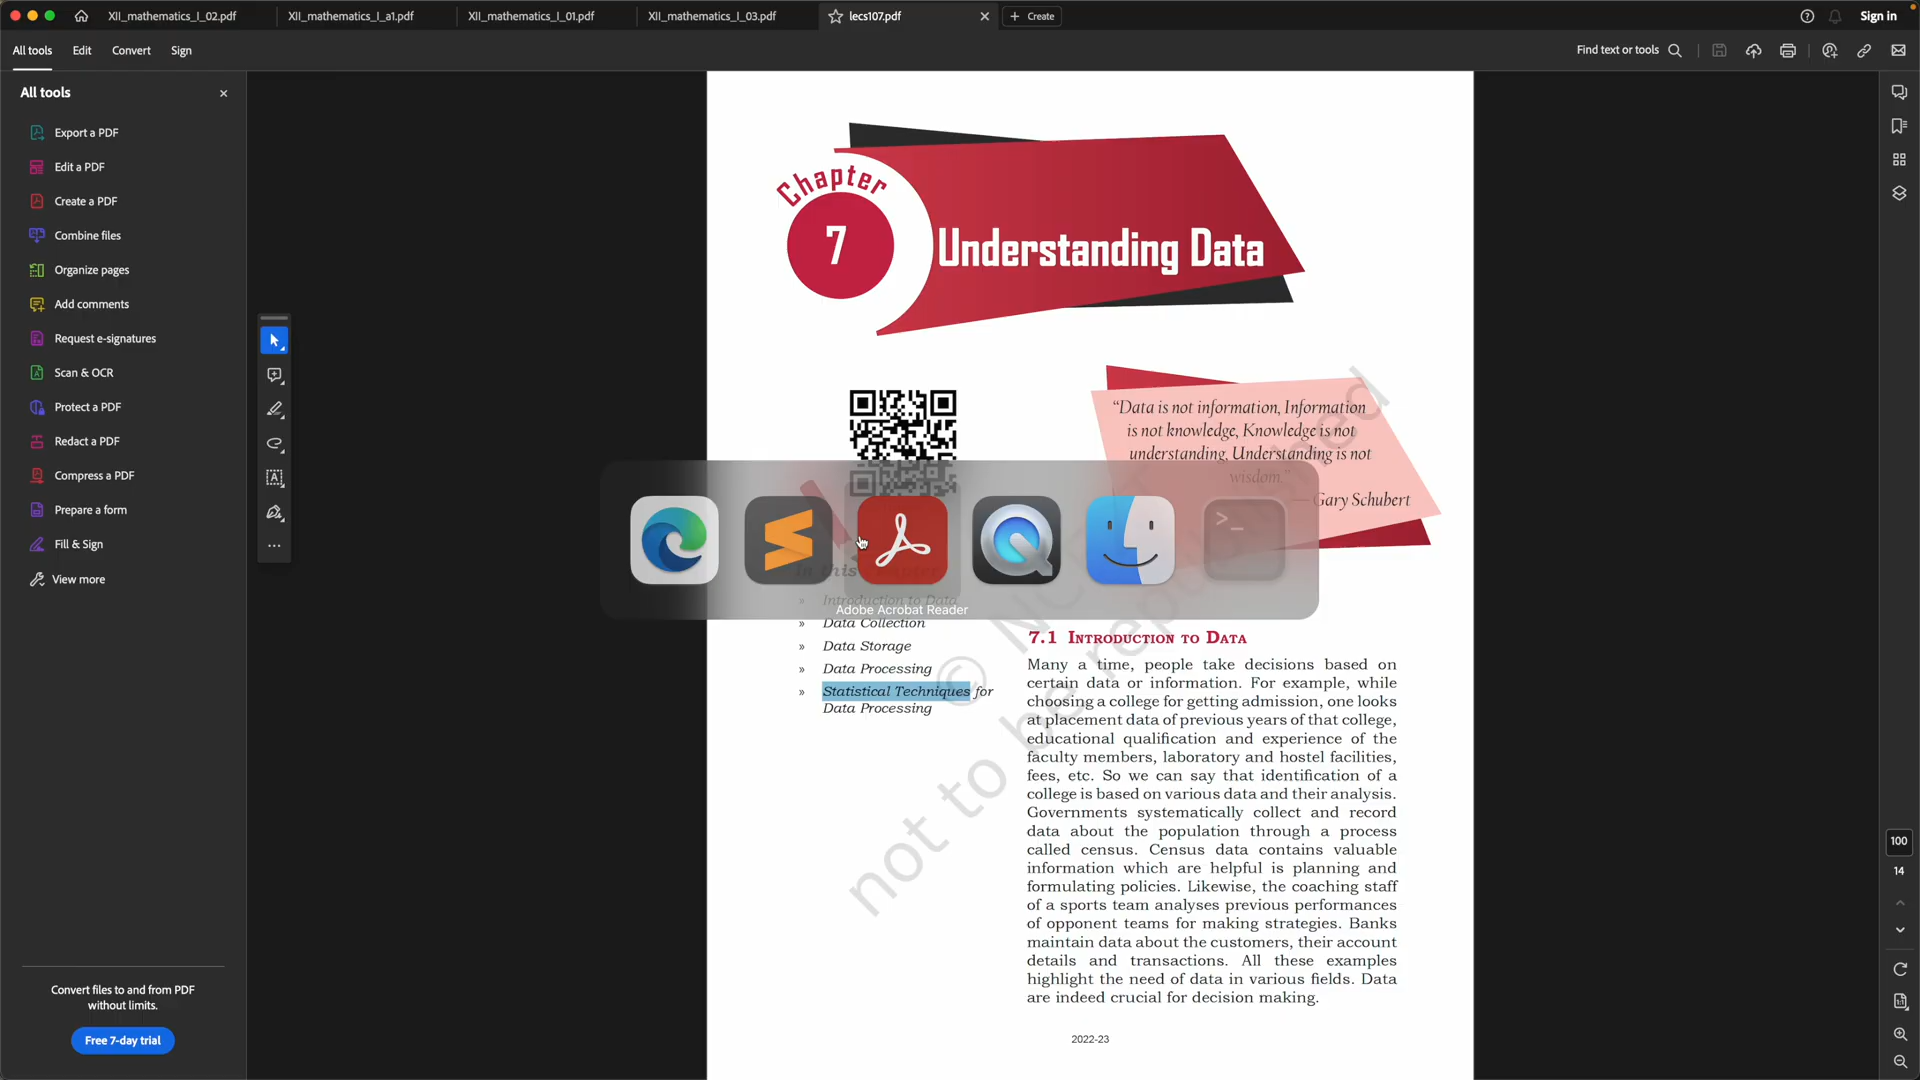 XII_mathematics_I_02.pdf
XII_mathematics_I_a1.pdf
XII_mathematics_I_01.pdf
XII_mathematics_I_03.pdf
lecs107.pdf
Create
Sign in
All tools
Edit
Convert
Sign
Find text or tools
All tools
Export a PDF
Edit a PDF
Create a PDF
Combine files
Organize pages
Add comments
Request e-signatures
Scan & OCR
Protect a PDF
Redact a PDF
Compress a PDF
Prepare a form
Fill & Sign
View more
Convert files to and from PDF
without limits.
Free 7-day trial
Chapter
7
Understanding Data
“Data is not information, Information
is not knowledge, Knowledge is not
understanding, Understanding is not
wisdom.”
— Gary Schubert
In this Chapter
» Introduction to Data
Adobe Acrobat Reader
» Data Collection
» Data Storage
» Data Processing
» Statistical Techniques for
Data Processing
7.1 Introduction to Data
Many a time, people take decisions based on
certain data or information. For example, while
choosing a college for getting admission, one looks
at placement data of previous years of that college,
educational qualification and experience of the
faculty members, laboratory and hostel facilities,
fees, etc. So we can say that identification of a
college is based on various data and their analysis.
Governments systematically collect and record
data about the population through a process
called census. Census data contains valuable
information which are helpful is planning and
formulating policies. Likewise, the coaching staff
of a sports team analyses previous performances
of opponent teams for making strategies. Banks
maintain data about the customers, their account
details and transactions. All these examples
highlight the need of data in various fields. Data
are indeed crucial for decision making.
2022-23
not to be
100
14